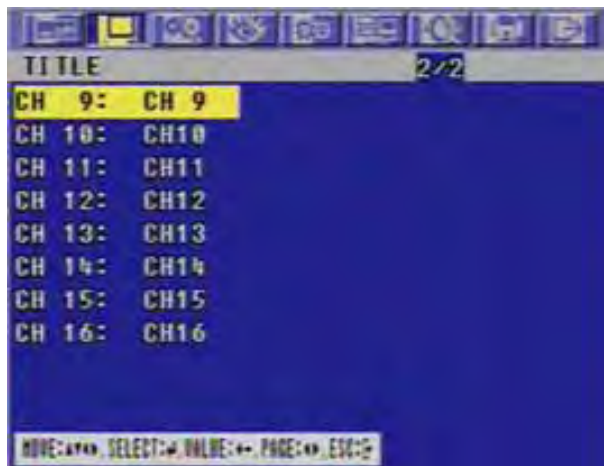 TITLE 2/2
CH 9: CH 9
CH 10: CH10
CH 11: CH11
CH 12: CH12
CH 13: CH13
CH 14: CH14
CH 15: CH15
CH 16: CH16
MOVE:▲▼◀▶, SELECT:↵, VALUE:+-, PAGE:◀▶, ESC: